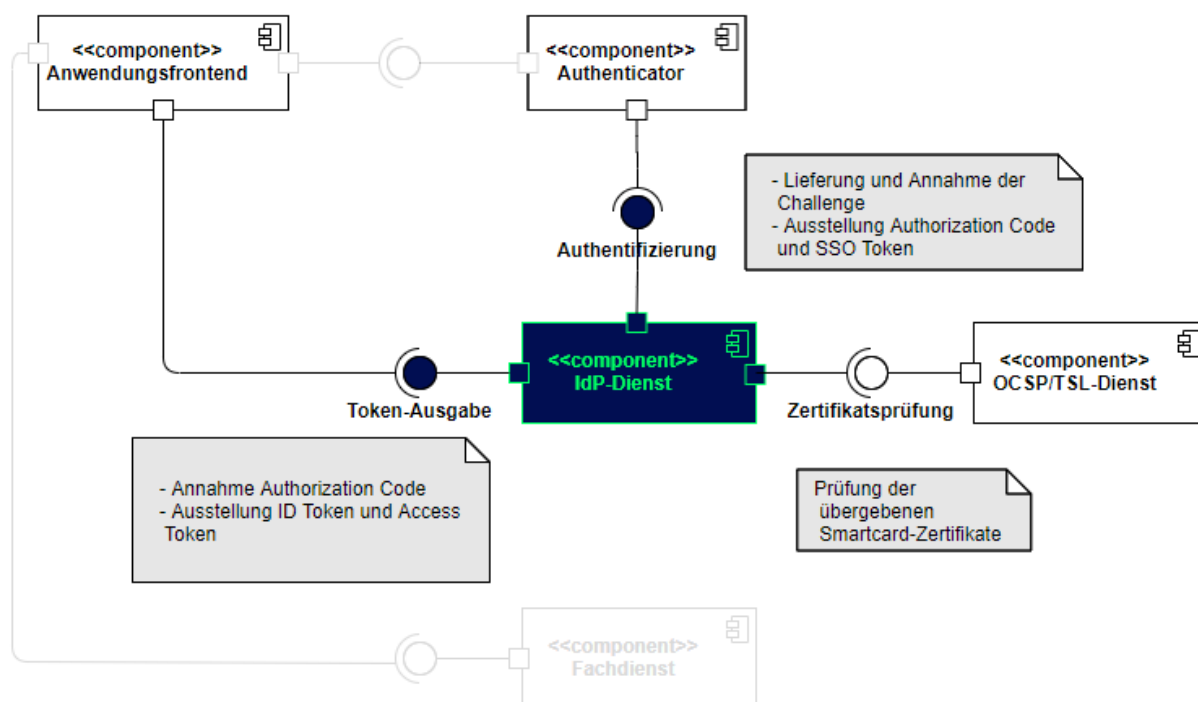 <<component>>
Anwendungsfrontend
<<component>>
Authenticator
- Lieferung und Annahme der
Challenge
- Ausstellung Authorization Code
und SSO Token
Authentifizierung
<<component>>
IdP-Dienst
<<component>>
OCSP/TSL-Dienst
Token-Ausgabe
Zertifikatsprüfung
- Annahme Authorization Code
- Ausstellung ID Token und Access
Token
Prüfung der
übergebenen
Smartcard-Zertifikate
<<component>>
Fachdienst